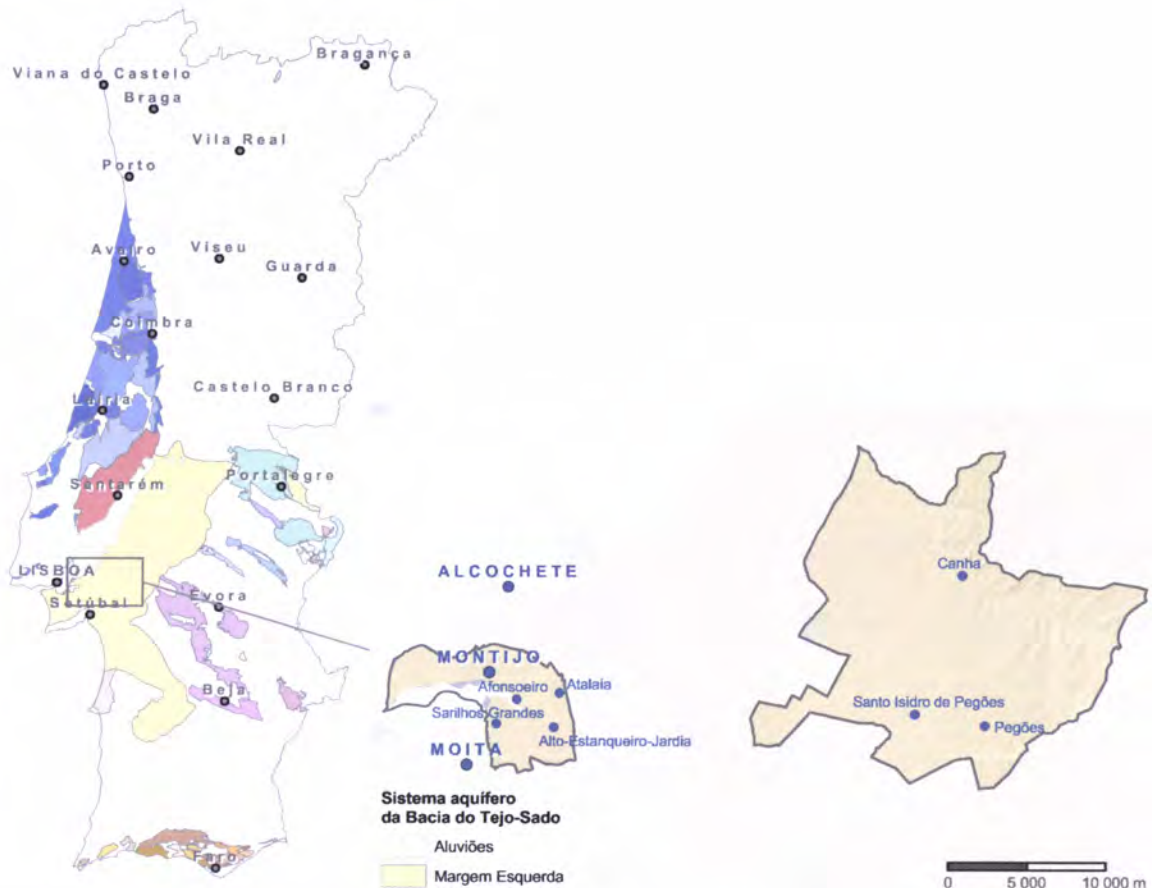 Bragança
Viana do Castelo
Braga
Vila Real
Porto
Aveiro
Viseu
Guarda
Coimbra
Castelo Branco
Leiria
Portalegre
Santarém
LISBOA
Setúbal
Évora
Beja
Faro
ALCOCHETE
MONTIJO
Afonsoeiro
Atalaia
Sarilhos Grandes
Alto-Estanqueiro-Jardia
MOITA
Canha
Santo Isidro de Pegões
Pegões
Sistema aquífero
da Bacia do Tejo-Sado
Aluviões
Margem Esquerda
0 5 000 10 000 m